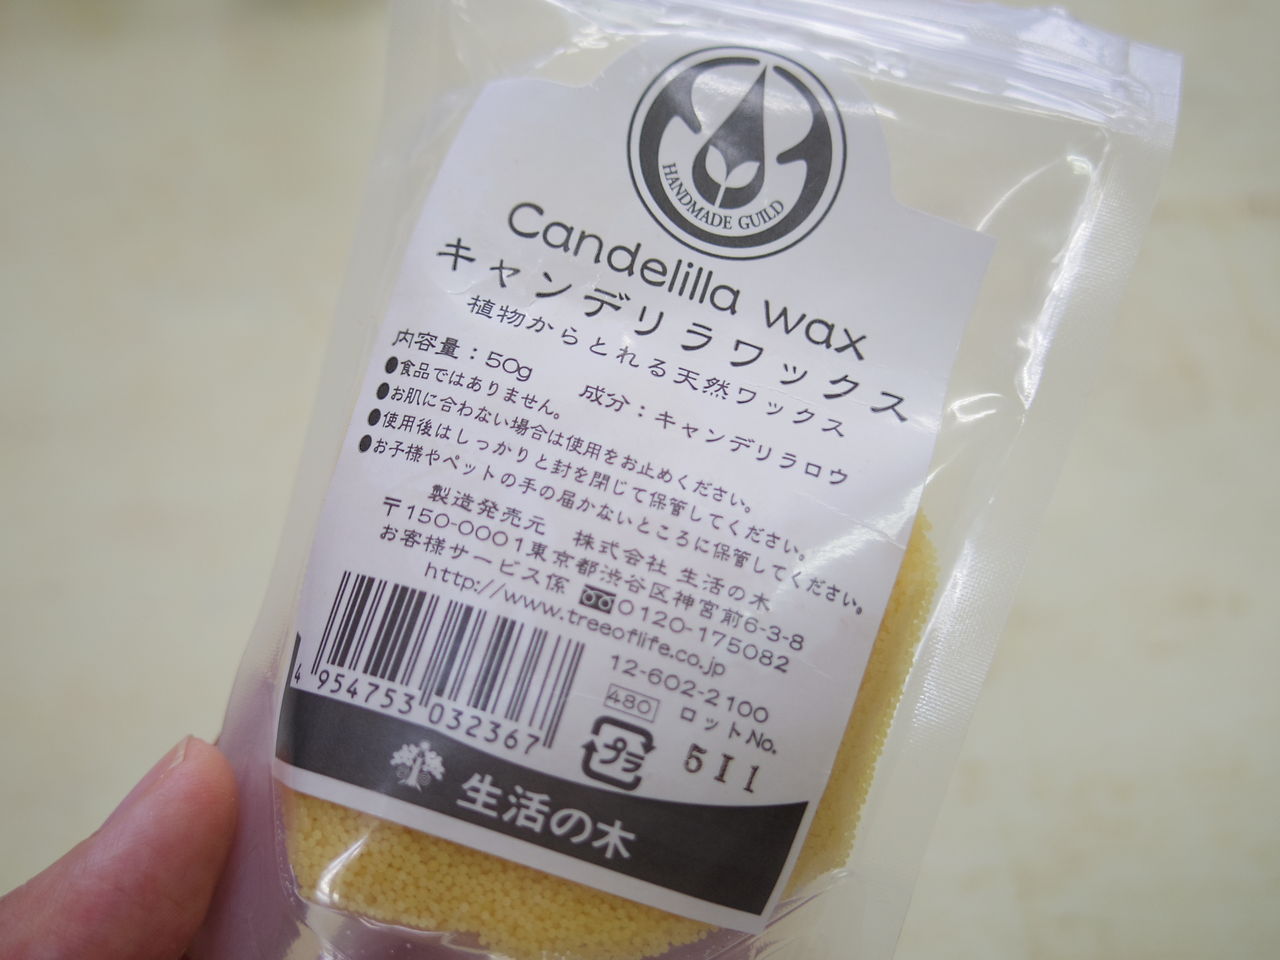 HANDMADE GUILD
Candelilla wax
キャンデリラワックス
植物からとれる天然ワックス
内容量：50g　成分：キャンデリラロウ
●食品ではありません。
●お肌に合わない場合は使用をお止めください。
●使用後はしっかりと封を閉じて保管してください。
●お子様やペットの手の届かないところに保管してください。
製造発売元　株式会社 生活の木
〒150-0001東京都渋谷区神宮前6-3-8
お客様サービス係 0120-175082
http://www.treeoflife.co.jp
12-602-2100
480 ロットNo.
511
4 954753 032367
プラ
生活の木